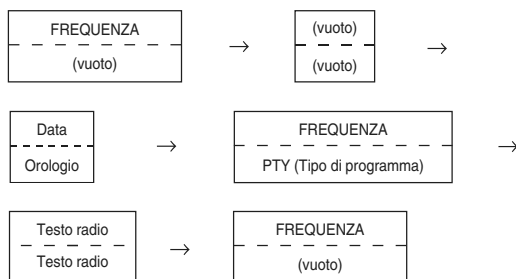 FREQUENZA
(vuoto)
→
(vuoto)
(vuoto)
→
Data
Orologio
→
FREQUENZA
PTY (Tipo di programma)
→
Testo radio
Testo radio
→
FREQUENZA
(vuoto)